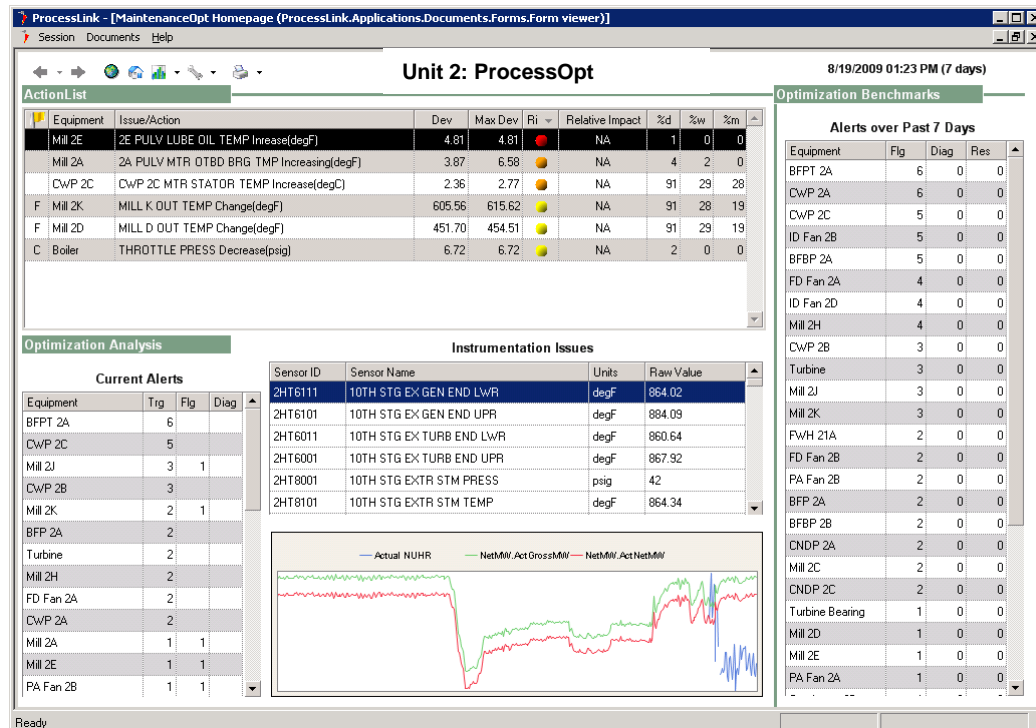 ProcessLink - [MaintenanceOpt Homepage (ProcessLink.Applications.Documents.Forms.Form viewer)]
Session Documents Help
Unit 2: ProcessOpt
8/19/2009 01:23 PM (7 days)
ActionList
Equipment Issue/Action Dev Max Dev Ri Relative Impact %d %w %m
Mill 2E 2E PULV LUBE OIL TEMP Inrease(degF) 4.81 4.81 NA 1 0 0
Mill 2A 2A PULV MTR OTBD BRG TMP Increasing(degF) 3.87 6.58 NA 4 2 0
CWP 2C CWP 2C MTR STATOR TEMP Increase(degC) 2.36 2.77 NA 91 29 28
F Mill 2K MILL K OUT TEMP Change(degF) 605.56 615.62 NA 91 28 19
F Mill 2D MILL D OUT TEMP Change(degF) 451.70 454.51 NA 91 29 19
C Boiler THROTTLE PRESS Decrease(psig) 6.72 6.72 NA 2 0 0
Optimization Analysis
Current Alerts
Equipment Trg Flg Diag
BFPT 2A 6
CWP 2C 5
Mill 2J 3 1
CWP 2B 3
Mill 2K 2 1
BFP 2A 2
Turbine 2
Mill 2H 2
FD Fan 2A 2
CWP 2A 2
Mill 2A 1 1
Mill 2E 1 1
PA Fan 2B 1 1
Instrumentation Issues
Sensor ID Sensor Name Units Raw Value
2HT6111 10TH STG EX GEN END LWR degF 864.02
2HT6101 10TH STG EX GEN END UPR degF 884.09
2HT6011 10TH STG EX TURB END LWR degF 860.64
2HT6001 10TH STG EX TURB END UPR degF 867.92
2HT8001 10TH STG EXTR STM PRESS psig 42
2HT8101 10TH STG EXTR STM TEMP degF 864.34
Actual NUHR NetMW.ActGrossMW NetMW.ActNetMW
Optimization Benchmarks
Alerts over Past 7 Days
Equipment Flg Diag Res
BFPT 2A 6 0 0
CWP 2A 6 0 0
CWP 2C 5 0 0
ID Fan 2B 5 0 0
BFBP 2A 5 0 0
FD Fan 2A 4 0 0
ID Fan 2D 4 0 0
Mill 2H 4 0 0
CWP 2B 3 0 0
Turbine 3 0 0
Mill 2J 3 0 0
Mill 2K 3 0 0
FWH 21A 2 0 0
FD Fan 2B 2 0 0
PA Fan 2B 2 0 0
BFP 2A 2 0 0
BFBP 2B 2 0 0
CNDP 2A 2 0 0
Mill 2C 2 0 0
CNDP 2C 2 0 0
Turbine Bearing 1 0 0
Mill 2D 1 0 0
Mill 2E 1 0 0
PA Fan 2A 1 0 0
Ready